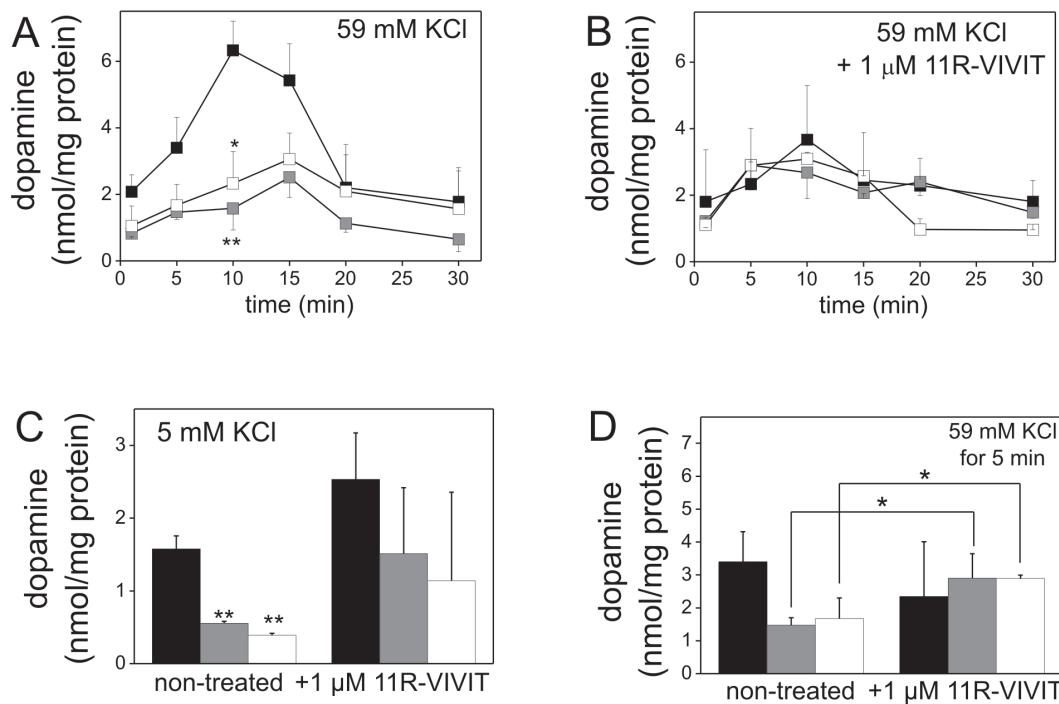 A
59 mM KCl
dopamine
(nmol/mg protein)
6
4
2
0
*
**
0 5 10 15 20 25 30
time (min)
B
59 mM KCl
+ 1 μM 11R-VIVIT
dopamine
(nmol/mg protein)
6
4
2
0
0 5 10 15 20 25 30
time (min)
C
5 mM KCl
dopamine
(nmol/mg protein)
3
2
1
0
** **
non-treated +1 μM 11R-VIVIT
D
59 mM KCl
for 5 min
dopamine
(nmol/mg protein)
7
6
5
4
3
2
1
0
*
*
non-treated +1 μM 11R-VIVIT